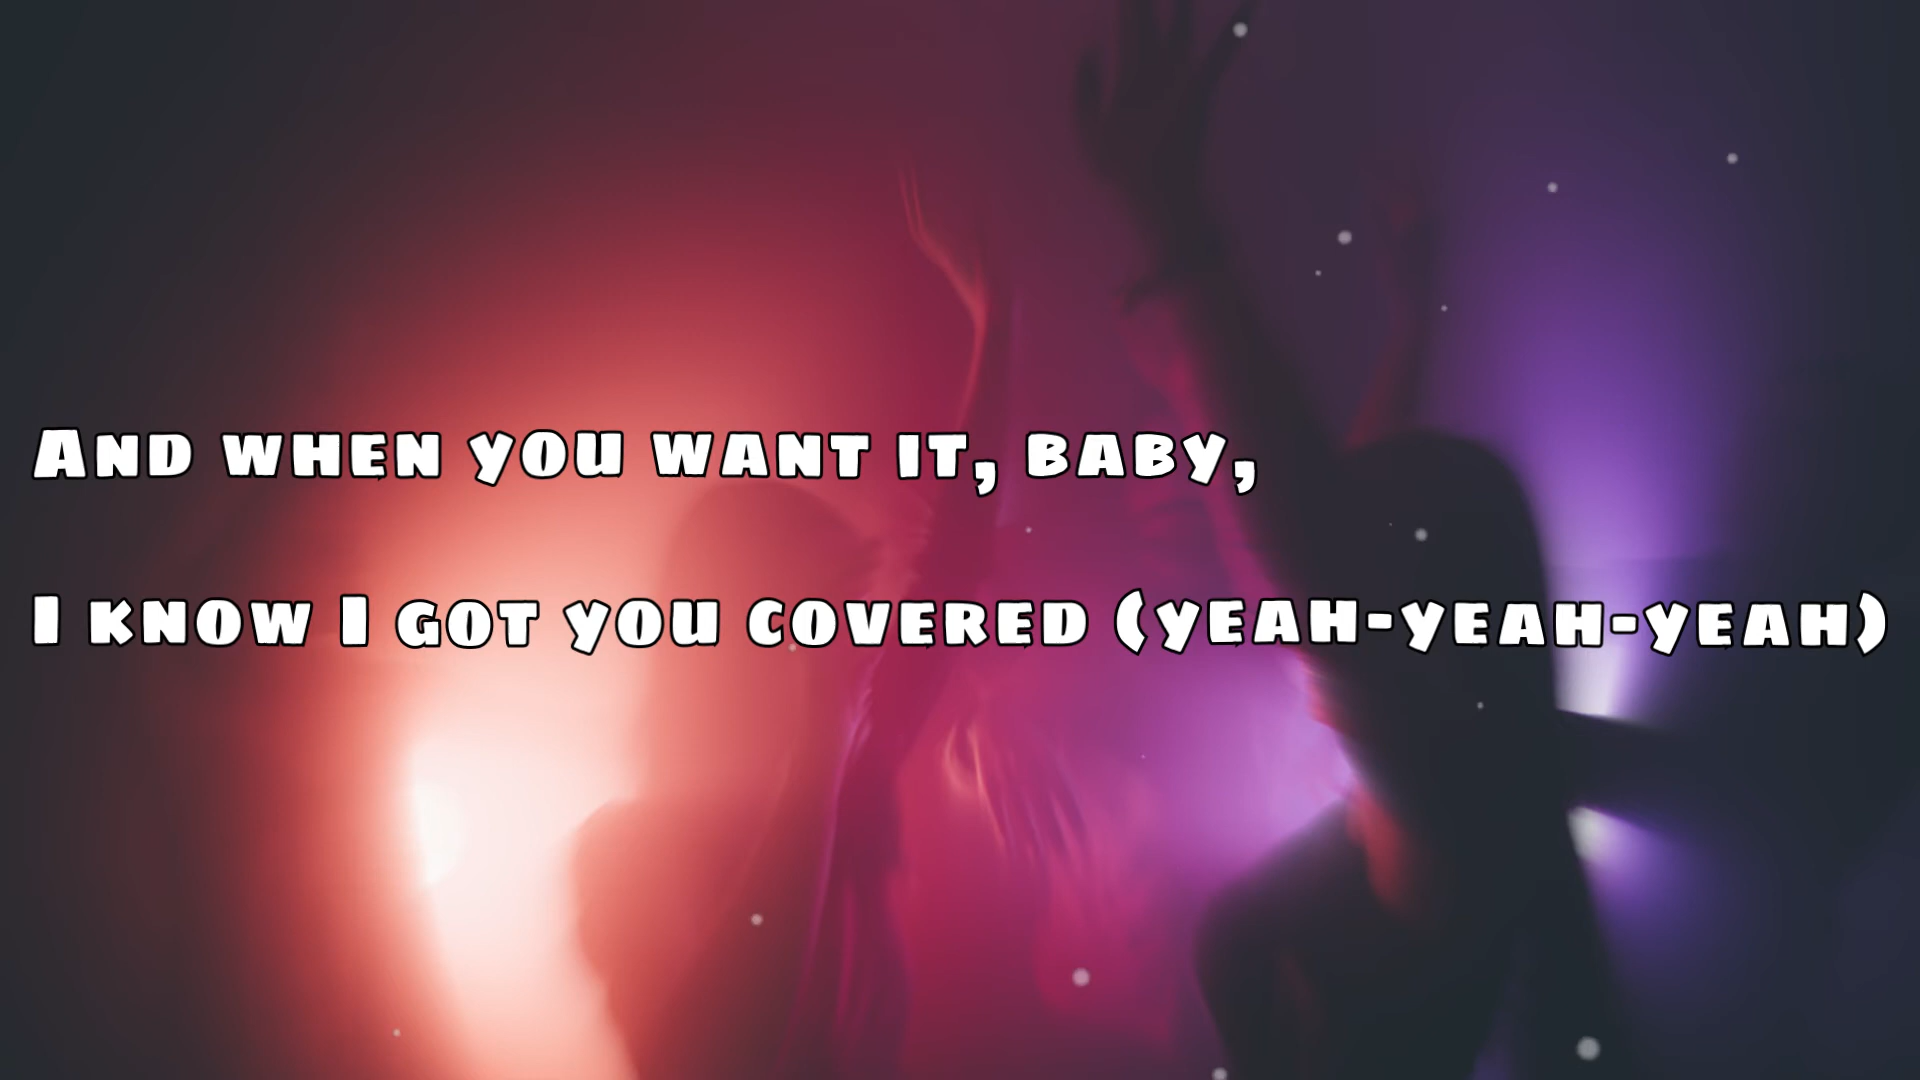 And when you want it, baby,
I know I got you covered (yeah-yeah-yeah)